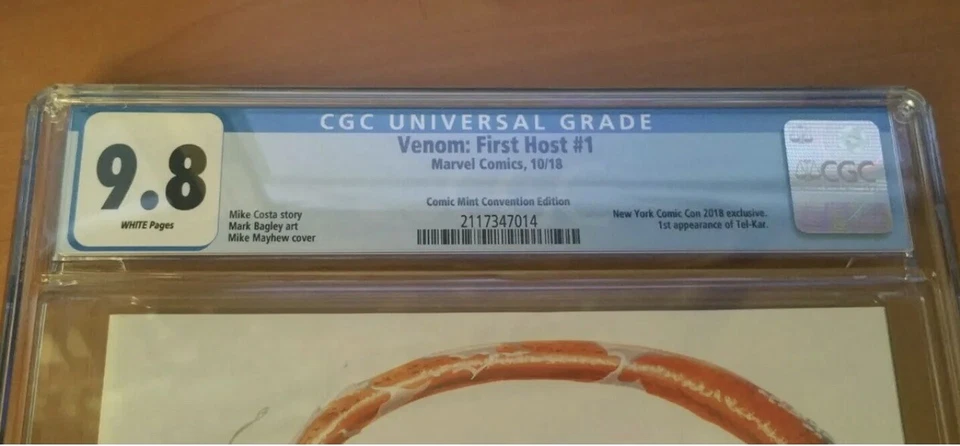 CGC UNIVERSAL GRADE
9.8
WHITE Pages
Venom: First Host #1
Marvel Comics, 10/18
Comic Mint Convention Edition
2117347014
Mike Costa story
Mark Bagley art
Mike Mayhew cover
New York Comic Con 2018 exclusive.
1st appearance of Tel-Kar.
CGC